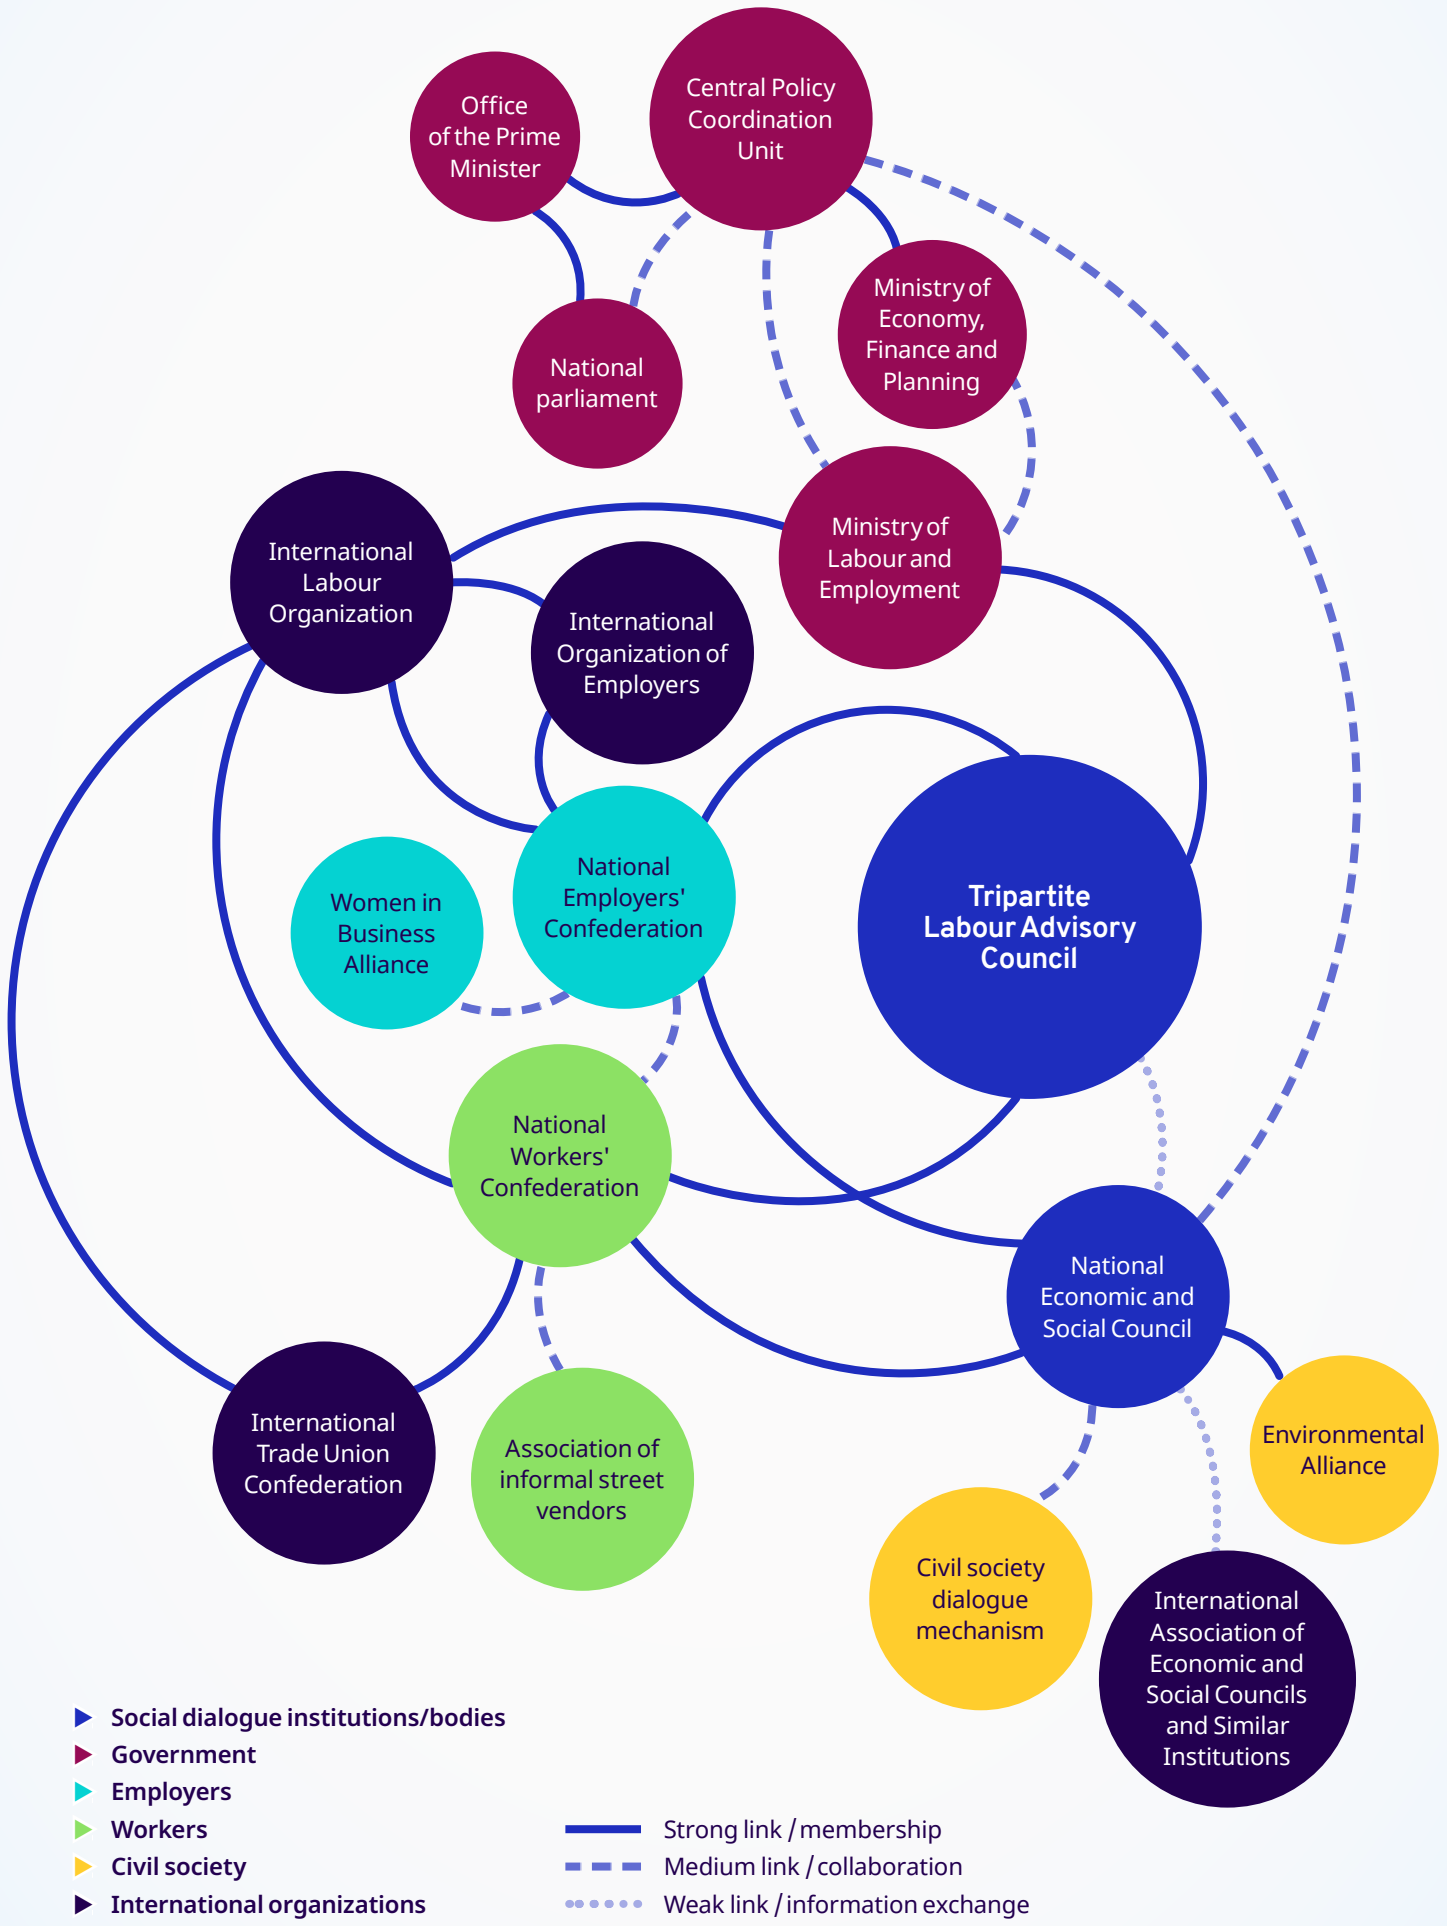 Office
of the Prime
Minister
Central Policy
Coordination
Unit
National
parliament
Ministry of
Economy,
Finance and
Planning
International
Labour
Organization
Ministry of
Labour and
Employment
International
Organization of
Employers
Women in
Business
Alliance
National
Employers'
Confederation
Tripartite
Labour Advisory
Council
National
Workers'
Confederation
National
Economic and
Social Council
International
Trade Union
Confederation
Association of
informal street
vendors
Environmental
Alliance
Civil society
dialogue
mechanism
International
Association of
Economic and
Social Councils
and Similar
Institutions
Social dialogue institutions/bodies
Government
Employers
Workers
Civil society
International organizations
Strong link / membership
Medium link / collaboration
Weak link / information exchange